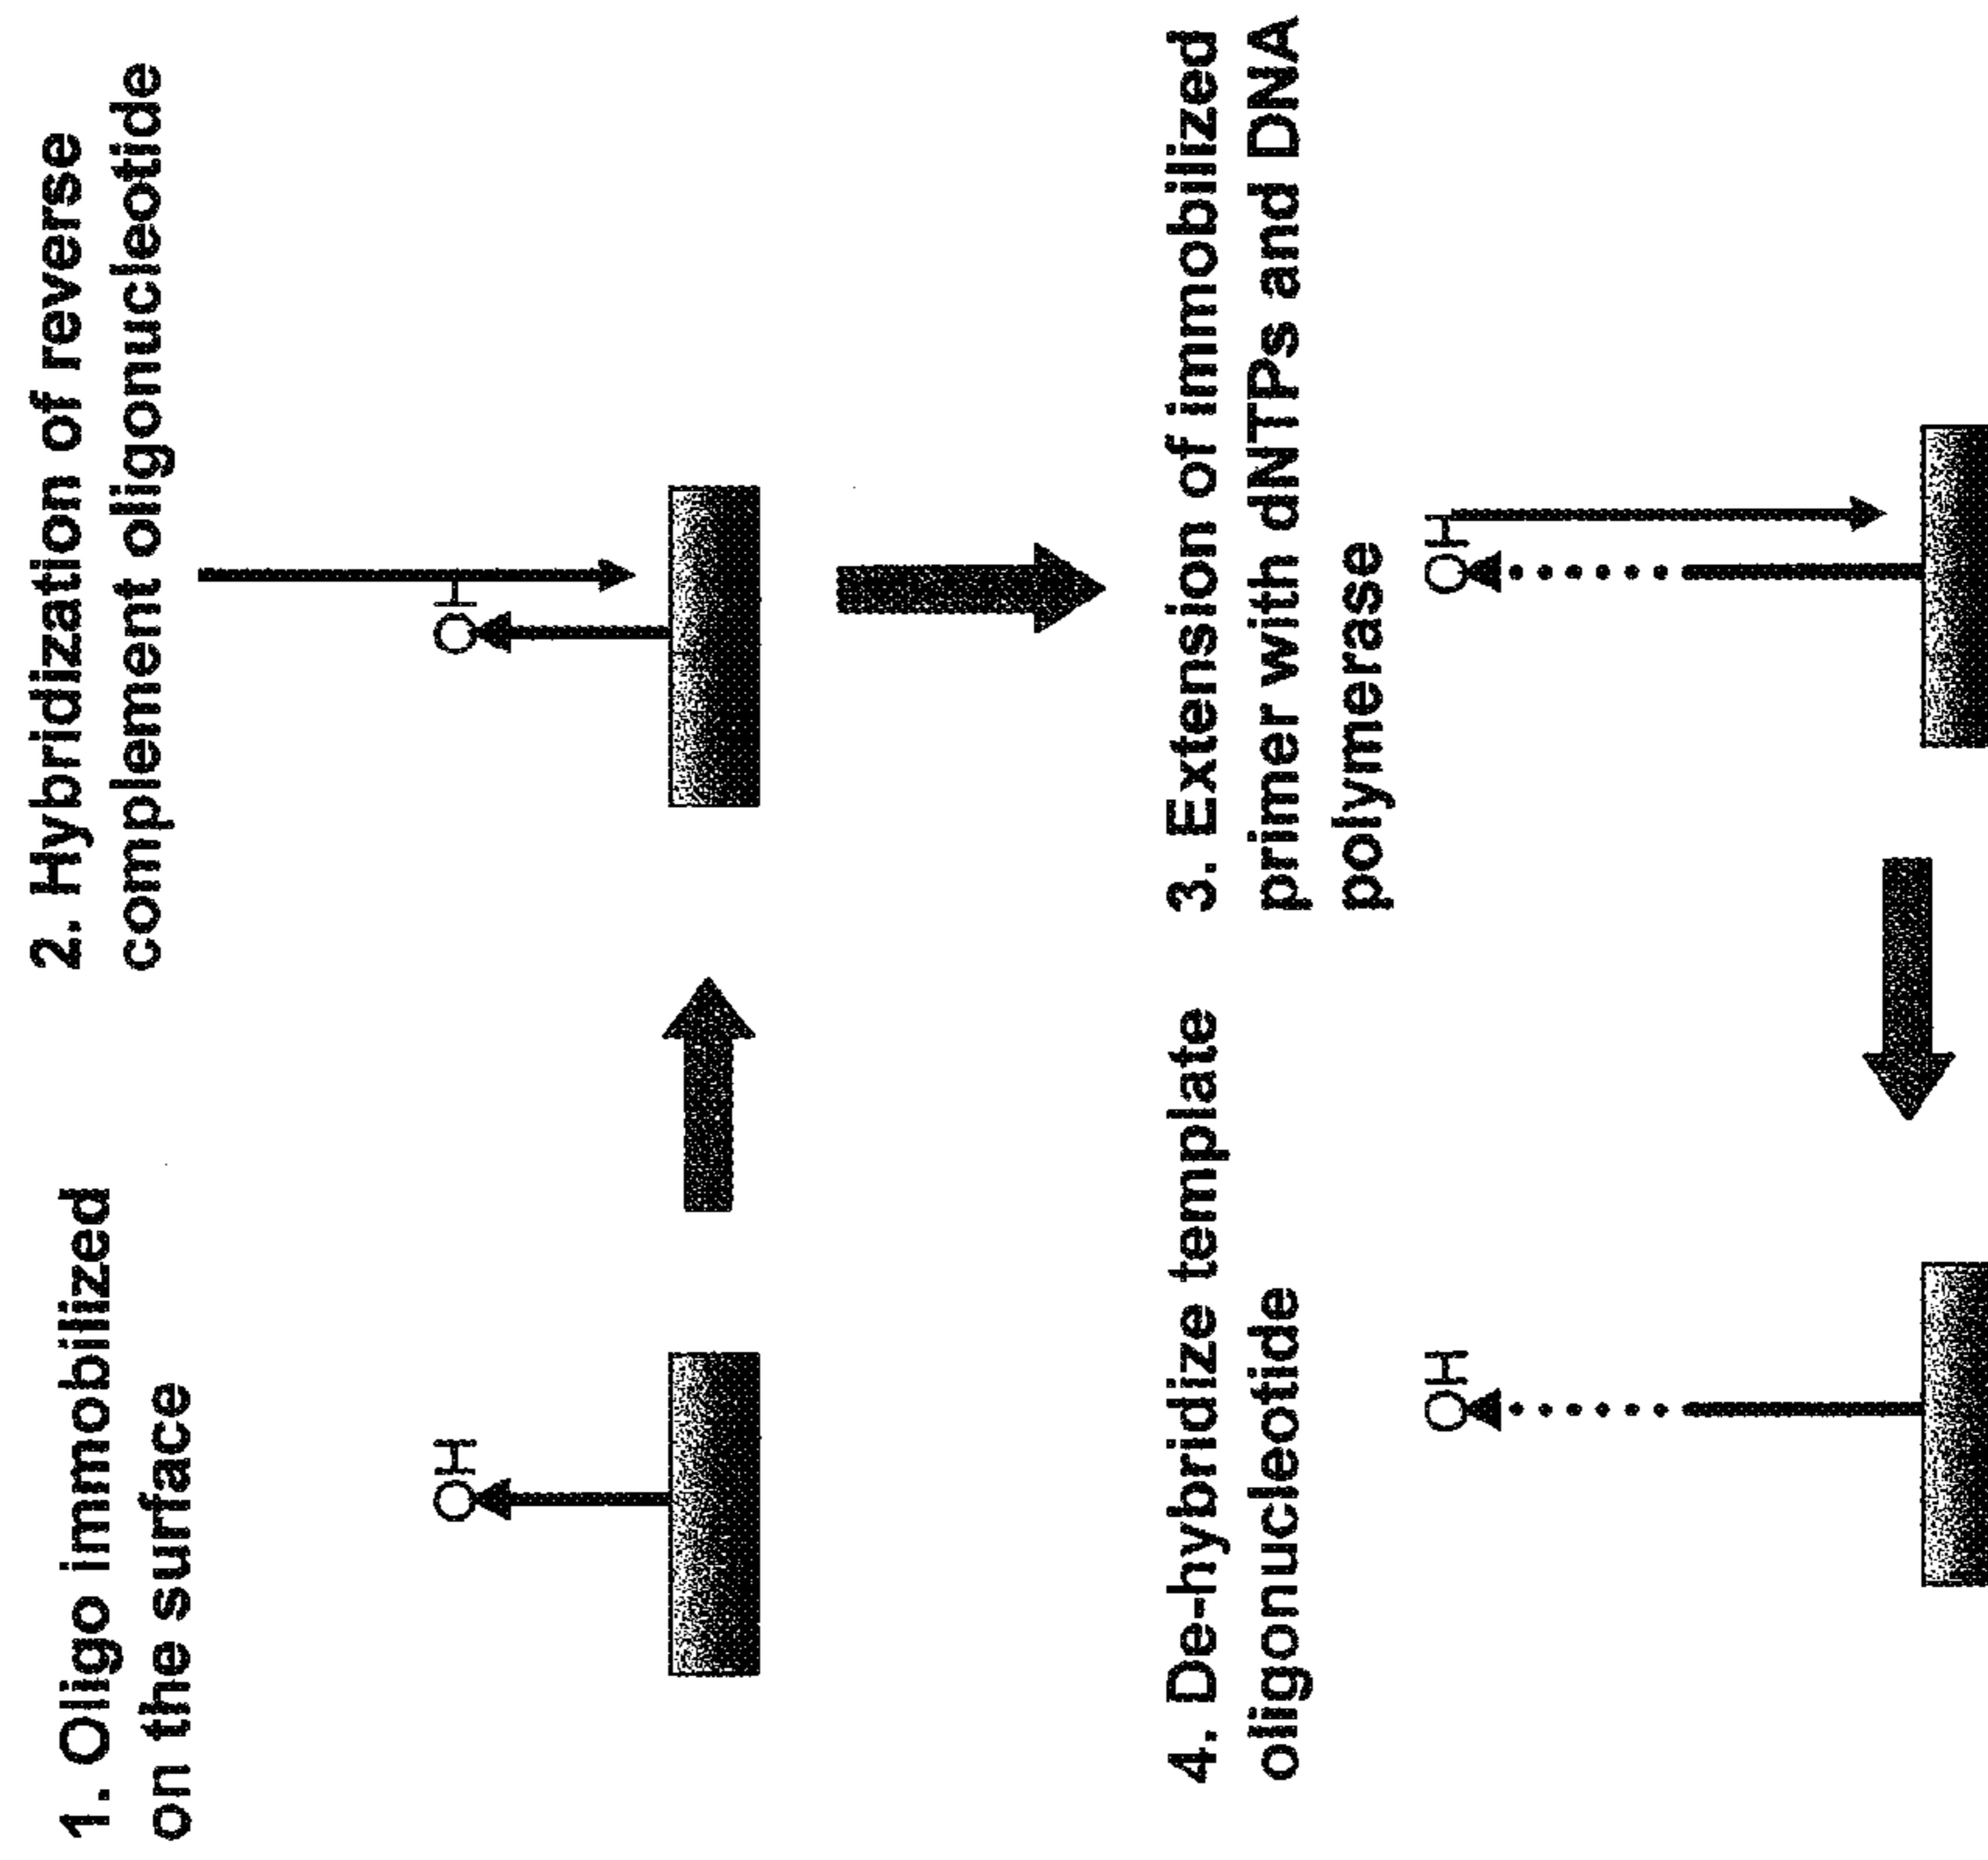 1. Oligo immobilized
on the surface
OH
2. Hybridization of reverse
complement oligonucleotide
OH
3. Extension of immobilized
primer with dNTPs and DNA
polymerase
OH
4. De-hybridize template
oligonucleotide
OH